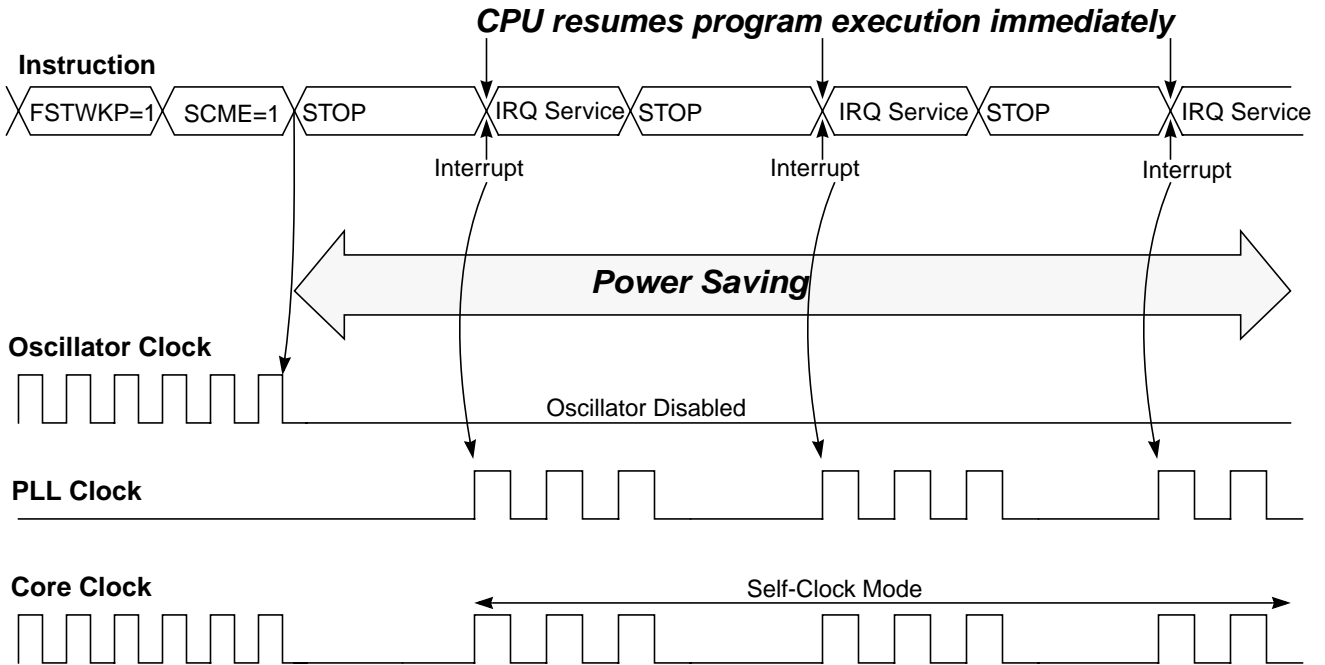 CPU resumes program execution immediately
Instruction
FSTWKP=1 SCME=1 STOP IRQ Service STOP IRQ Service STOP IRQ Service
Interrupt Interrupt Interrupt
Power Saving
Oscillator Clock
Oscillator Disabled
PLL Clock
Core Clock
Self-Clock Mode